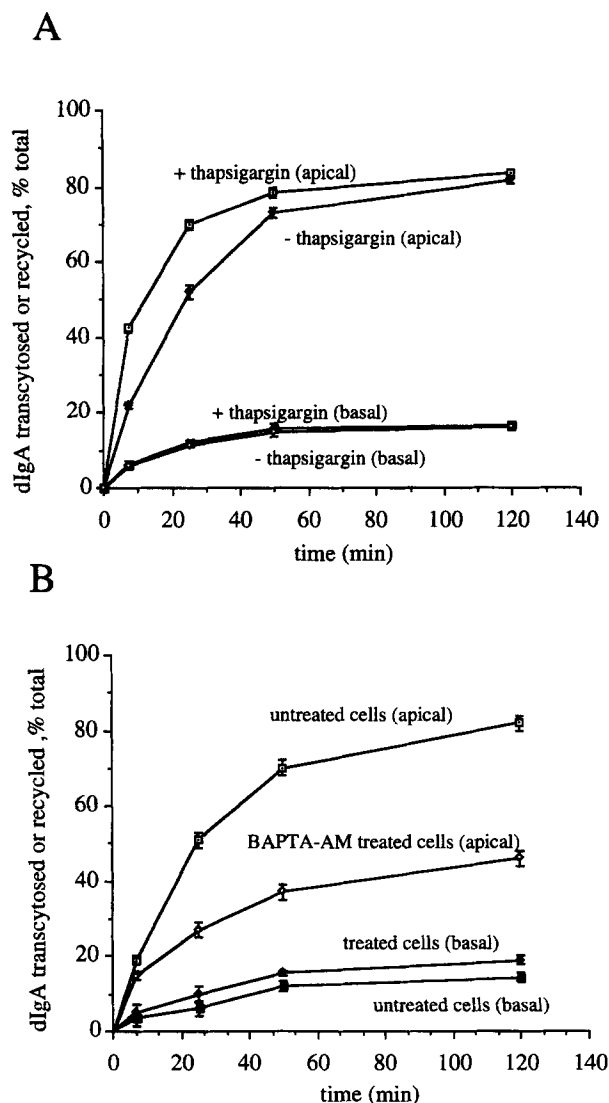 A
dIgA transcytosed or recycled, % total
100
80
60
40
20
0
+ thapsigargin (apical)
- thapsigargin (apical)
+ thapsigargin (basal)
- thapsigargin (basal)
0 20 40 60 80 100 120 140
time (min)
B
dIgA transcytosed or recycled ,% total
100
80
60
40
20
0
untreated cells (apical)
BAPTA-AM treated cells (apical)
treated cells (basal)
untreated cells (basal)
0 20 40 60 80 100 120 140
time (min)